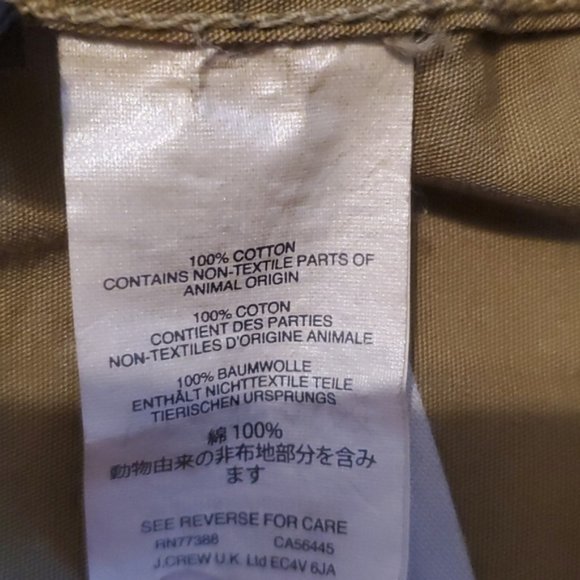 100% COTTON
CONTAINS NON-TEXTILE PARTS OF
ANIMAL ORIGIN
100% COTON
CONTIENT DES PARTIES
NON-TEXTILES D'ORIGINE ANIMALE
100% BAUMWOLLE
ENTHÄLT NICHTTEXTILE TEILE
TIERISCHEN URSPRUNGS
綿 100%
動物由来の非布地部分を含み
ます
SEE REVERSE FOR CARE
RN77388 CA56445
J.CREW U.K. Ltd EC4V 6JA